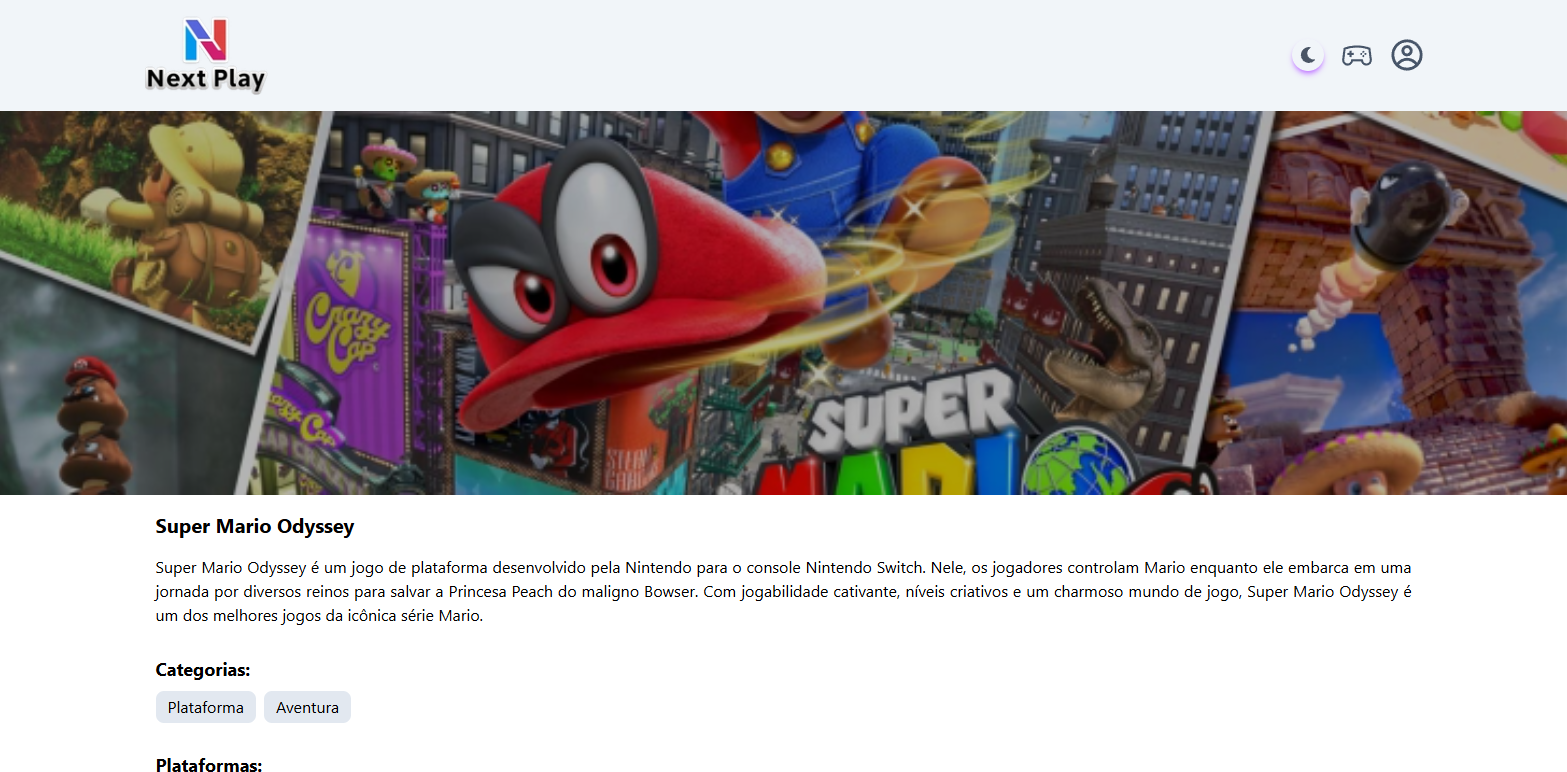 Next Play
Crazy
Cap
Crazy Cap
SUPER
MARIO
Super Mario Odyssey
Super Mario Odyssey é um jogo de plataforma desenvolvido pela Nintendo para o console Nintendo Switch. Nele, os jogadores controlam Mario enquanto ele embarca em uma
jornada por diversos reinos para salvar a Princesa Peach do maligno Bowser. Com jogabilidade cativante, níveis criativos e um charmoso mundo de jogo, Super Mario Odyssey é
um dos melhores jogos da icônica série Mario.
Categorias:
Plataforma
Aventura
Plataformas: